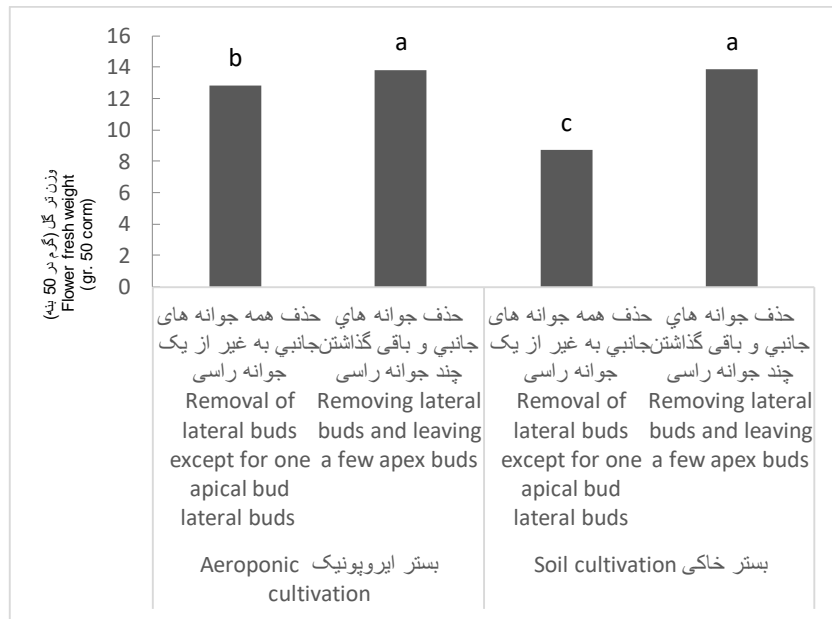 وزن تر گل (گرم در 50 بنه)
Flower fresh weight
(gr. 50 corm)
16
14
12
10
8
6
4
2
0
b
a
c
a
حذف همه جوانه های
جانبي به غير از یک
جوانه راسی
Removal of
lateral buds
except for one
apical bud
lateral buds
حذف جوانه هاي
جانبي و باقی گذاشتن
چند جوانه راسی
Removing lateral
buds and leaving
a few apex buds
حذف همه جوانه های
جانبي به غير از یک
جوانه راسی
Removal of
lateral buds
except for one
apical bud
lateral buds
حذف جوانه هاي
جانبي و باقی گذاشتن
چند جوانه راسی
Removing lateral
buds and leaving
a few apex buds
Aeroponic بستر ایروپونیک
cultivation
Soil cultivation بستر خاکی